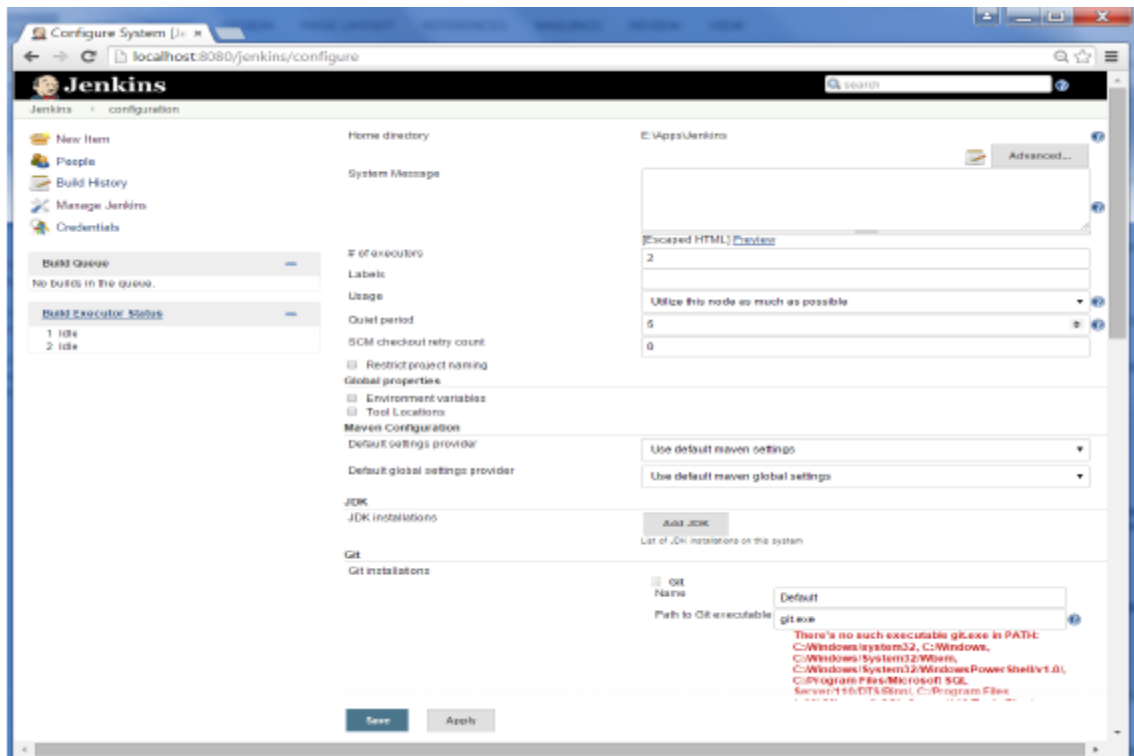 Configure System [Je
localhost:8080/jenkins/configure
Jenkins
search
Jenkins
configuration
New Item
People
Build History
Manage Jenkins
Credentials
Build Queue
No builds in the queue.
Build Executor Status
1 Idle
2 Idle
Home directory
E:\Apps\Jenkins
Advanced...
System Message
[Escaped HTML] Preview
# of executors
2
Labels
Usage
Utilize this node as much as possible
Quiet period
5
SCM checkout retry count
0
Restrict project naming
Global properties
Environment variables
Tool Locations
Maven Configuration
Default settings provider
Use default maven settings
Default global settings provider
Use default maven global settings
JDK
JDK installations
Add JDK
List of JDK installations on this system
Git
Git installations
Git
Name
Default
Path to Git executable
git.exe
There's no such executable git.exe in PATH:
C:/Windows/system32, C:/Windows,
C:/Windows/System32/Wbem,
C:/Windows/System32/WindowsPowerShell/v1.0/,
C:/Program Files/Microsoft SQL
Server/110/DTS/Binn/, C:/Program Files
Save
Apply